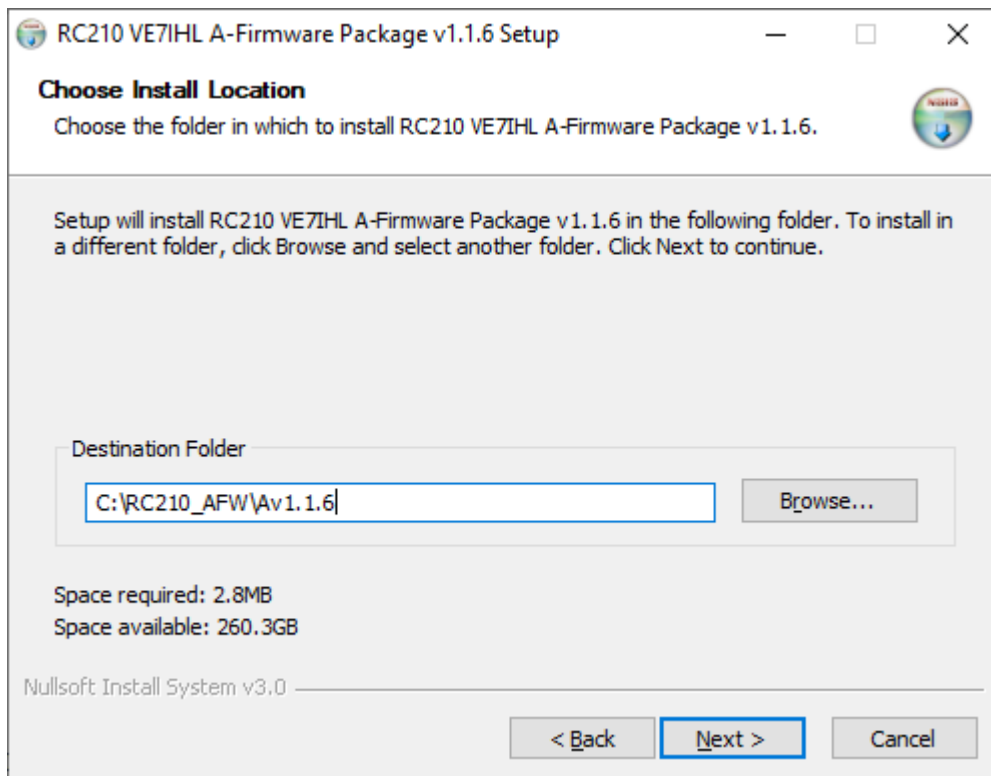 RC210 VE7IHL A-Firmware Package v1.1.6 Setup
Choose Install Location
Choose the folder in which to install RC210 VE7IHL A-Firmware Package v1.1.6.
Setup will install RC210 VE7IHL A-Firmware Package v1.1.6 in the following folder. To install in
a different folder, click Browse and select another folder. Click Next to continue.
Destination Folder
C:\RC210_AFW\Av1.1.6
Browse...
Space required: 2.8MB
Space available: 260.3GB
Nullsoft Install System v3.0
< Back
Next >
Cancel